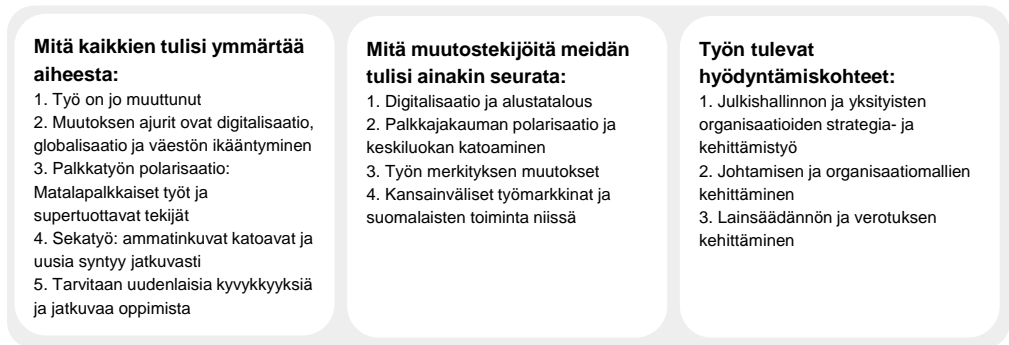 Mitä kaikkien tulisi ymmärtää
aiheesta:
1. Työ on jo muuttunut
2. Muutoksen ajurit ovat digitalisaatio,
globalisaatio ja väestön ikääntyminen
3. Palkkatyön polarisaatio:
Matalapalkkaiset työt ja
supertuottavat tekijät
4. Sekatyö: ammatinkuvat katoavat ja
uusia syntyy jatkuvasti
5. Tarvitaan uudenlaisia kyvykkyyksiä
ja jatkuvaa oppimista
Mitä muutostekijöitä meidän
tulisi ainakin seurata:
1. Digitalisaatio ja alustatalous
2. Palkkajakauman polarisaatio ja
keskiluokan katoaminen
3. Työn merkityksen muutokset
4. Kansainväliset työmarkkinat ja
suomalaisten toiminta niissä
Työn tulevat
hyödyntämiskohteet:
1. Julkishallinnon ja yksityisten
organisaatioiden strategia- ja
kehittämistyö
2. Johtamisen ja organisaatiomallien
kehittäminen
3. Lainsäädännön ja verotuksen
kehittäminen